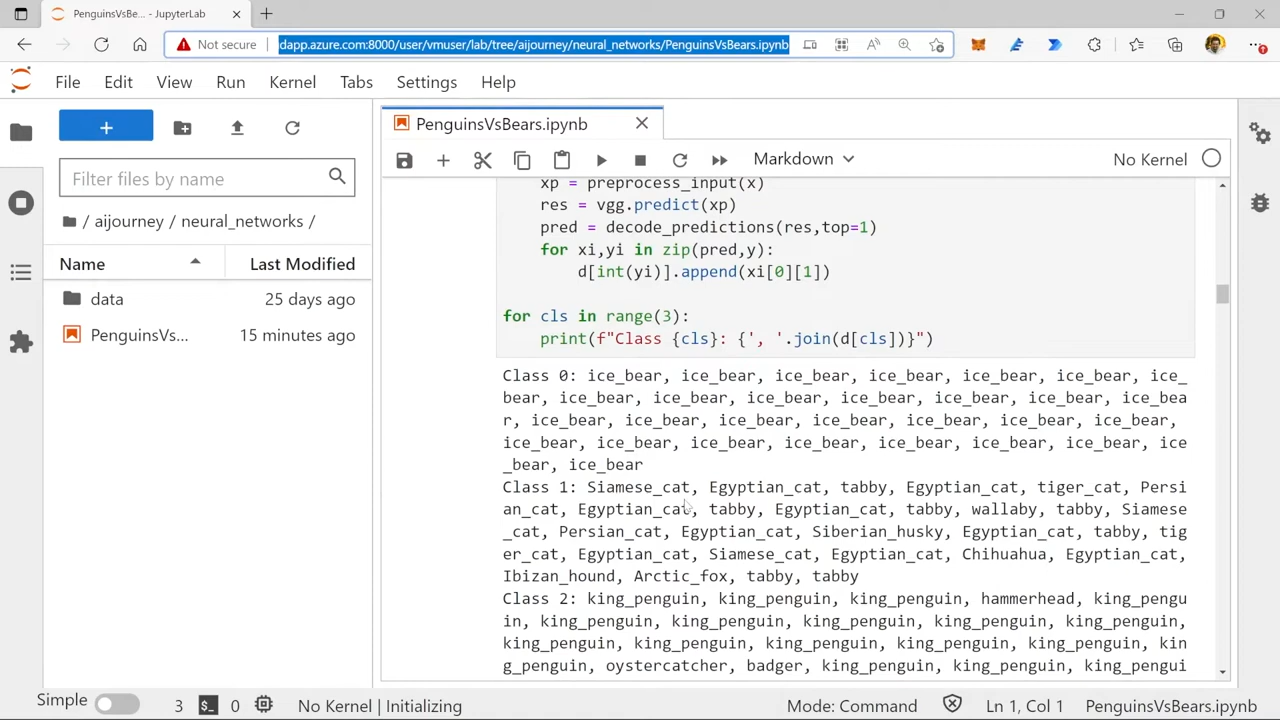 PenguinsVsBe... - JupyterLab
Not secure
dapp.azure.com:8000/user/vmuser/lab/tree/aijourney/neural_networks/PenguinsVsBears.ipynb
File Edit View Run Kernel Tabs Settings Help
PenguinsVsBears.ipynb
Markdown
No Kernel
Filter files by name
/ aijourney / neural_networks /
Name
Last Modified
data
25 days ago
PenguinsVs...
15 minutes ago
xp = preprocess_input(x)
res = vgg.predict(xp)
pred = decode_predictions(res,top=1)
for xi,yi in zip(pred,y):
d[int(yi)].append(xi[0][1])
for cls in range(3):
print(f"Class {cls}: {', '.join(d[cls])}")
Class 0: ice_bear, ice_bear, ice_bear, ice_bear, ice_bear, ice_bear, ice_
bear, ice_bear, ice_bear, ice_bear, ice_bear, ice_bear, ice_bear, ice_bea
r, ice_bear, ice_bear, ice_bear, ice_bear, ice_bear, ice_bear, ice_bear,
ice_bear, ice_bear, ice_bear, ice_bear, ice_bear, ice_bear, ice_bear, ice
_bear, ice_bear
Class 1: Siamese_cat, Egyptian_cat, tabby, Egyptian_cat, tiger_cat, Persi
an_cat, Egyptian_cat, tabby, Egyptian_cat, tabby, wallaby, tabby, Siamese
_cat, Persian_cat, Egyptian_cat, Siberian_husky, Egyptian_cat, tabby, tig
er_cat, Egyptian_cat, Siamese_cat, Egyptian_cat, Chihuahua, Egyptian_cat,
Ibizan_hound, Arctic_fox, tabby, tabby
Class 2: king_penguin, king_penguin, king_penguin, hammerhead, king_pengu
in, king_penguin, king_penguin, king_penguin, king_penguin, king_penguin,
king_penguin, king_penguin, king_penguin, king_penguin, king_penguin, kin
g_penguin, oystercatcher, badger, king_penguin, king_penguin, king_pengui
Simple
3
0
No Kernel | Initializing
Mode: Command
Ln 1, Col 1
PenguinsVsBears.ipynb